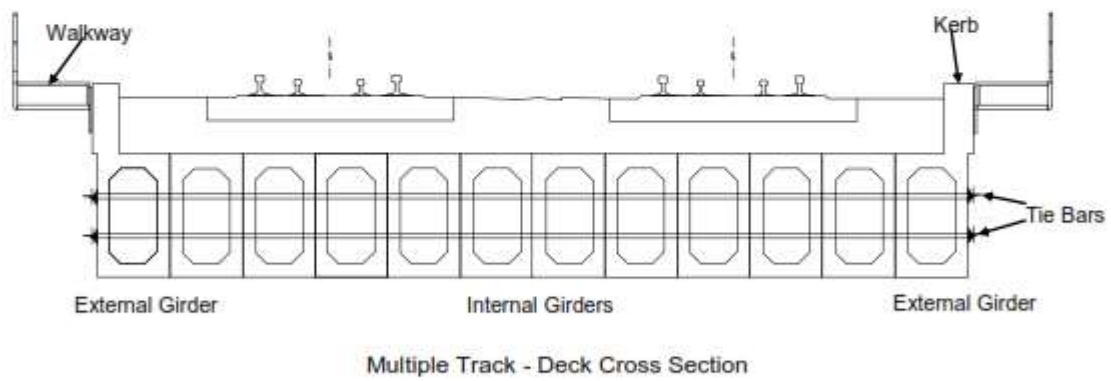 Walkway
Kerb
Tie Bars
External Girder
Internal Girders
External Girder
Multiple Track - Deck Cross Section